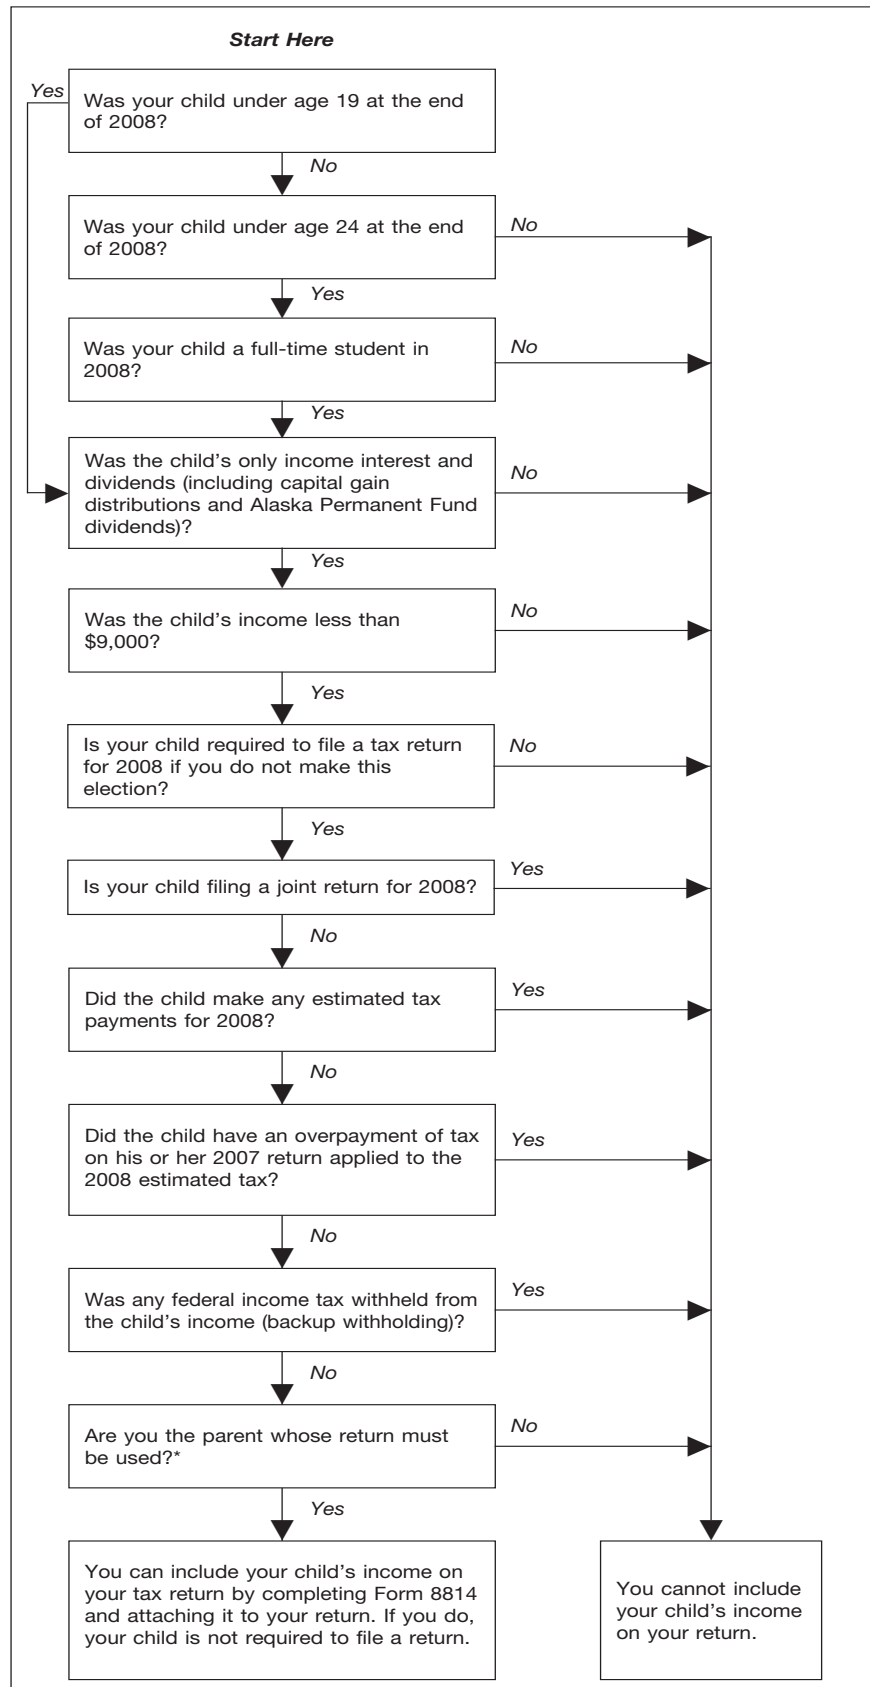 Start Here
Yes
Was your child under age 19 at the end
of 2008?
No
Was your child under age 24 at the end
of 2008?
No
Yes
Was your child a full-time student in
2008?
No
Yes
Was the child's only income interest and
dividends (including capital gain
distributions and Alaska Permanent Fund
dividends)?
No
Yes
Was the child's income less than
$9,000?
No
Yes
Is your child required to file a tax return
for 2008 if you do not make this
election?
No
Yes
Is your child filing a joint return for 2008?
Yes
No
Did the child make any estimated tax
payments for 2008?
Yes
No
Did the child have an overpayment of tax
on his or her 2007 return applied to the
2008 estimated tax?
Yes
No
Was any federal income tax withheld from
the child's income (backup withholding)?
Yes
No
Are you the parent whose return must
be used?*
No
Yes
You can include your child's income on
your tax return by completing Form 8814
and attaching it to your return. If you do,
your child is not required to file a return.
You cannot include
your child's income
on your return.